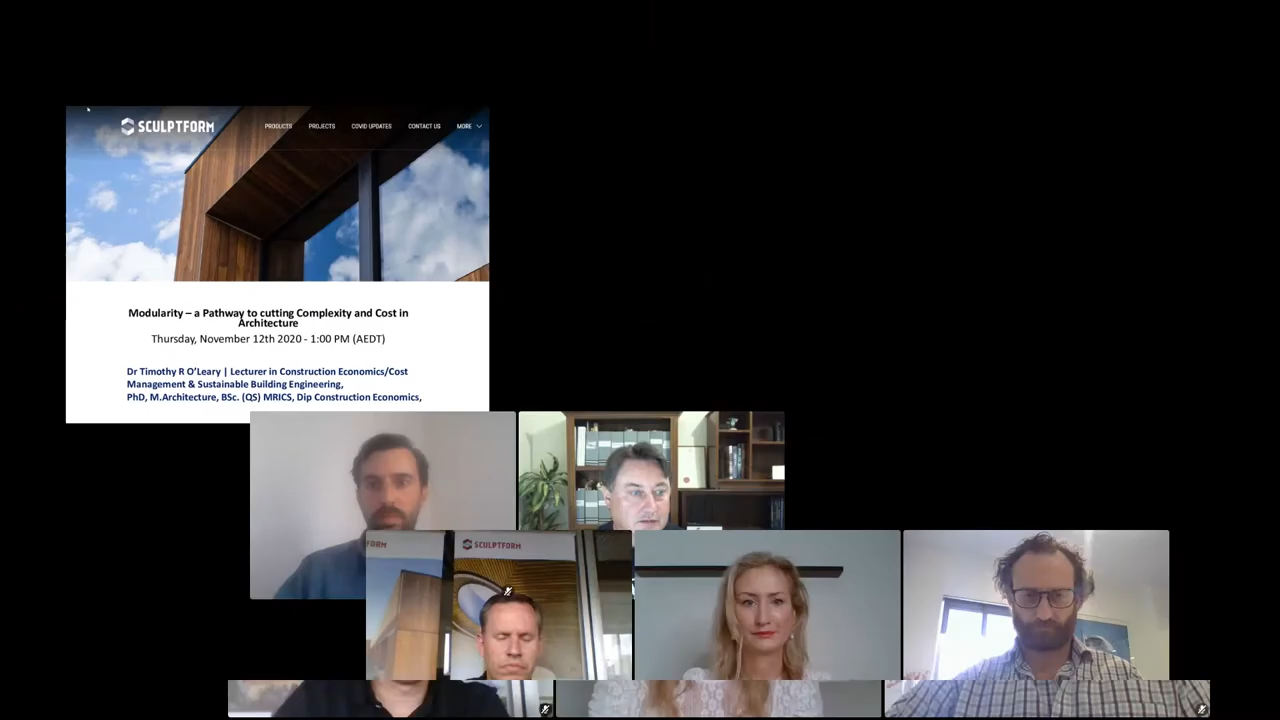 SCULPTFORM
PRODUCTS PROJECTS COVID UPDATES CONTACT US MORE
Modularity – a Pathway to cutting Complexity and Cost in
Architecture
Thursday, November 12th 2020 - 1:00 PM (AEDT)
Dr Timothy R O'Leary | Lecturer in Construction Economics/Cost
Management & Sustainable Building Engineering,
PhD, M.Architecture, BSc. (QS) MRICS, Dip Construction Economics,
FORM
SCULPTFORM